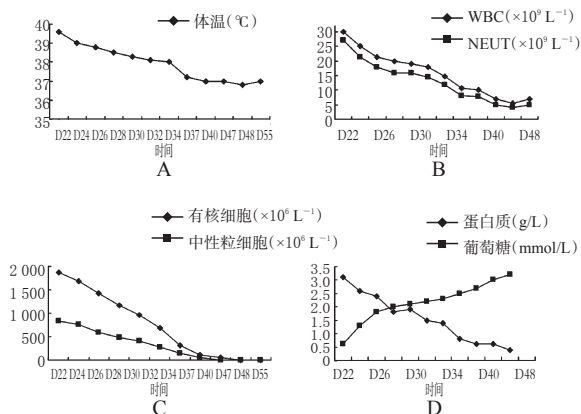 体温(℃)
40
39
38
37
36
35
D22 D24 D26 D28 D30 D32 D34 D37 D40 D47 D48 D55
时间
A
WBC(×10⁹ L⁻¹)
NEUT(×10⁹ L⁻¹)
30
25
20
15
10
5
0
D22 D26 D30 D34 D40 D48
时间
B
有核细胞(×10⁶ L⁻¹)
中性粒细胞(×10⁶ L⁻¹)
2 000
1 500
1 000
500
0
D22 D24 D26 D28 D30 D32 D34 D37 D40 D47 D48 D55
时间
C
蛋白质(g/L)
葡萄糖(mmol/L)
3.5
3.0
2.5
2.0
1.5
1.0
0.5
0
D22 D26 D30 D34 D40 D48
时间
D